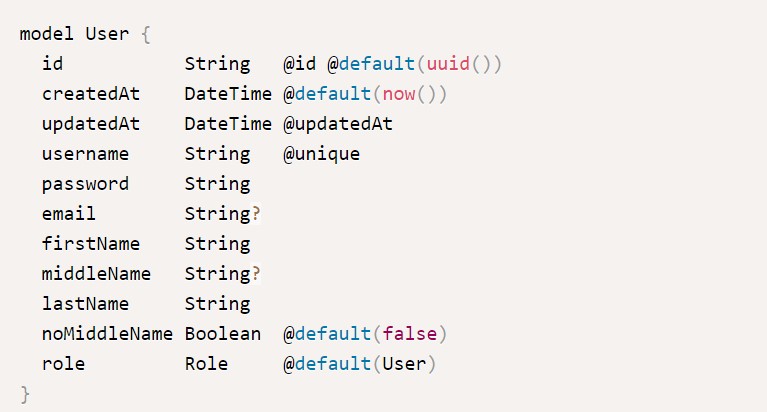 model User {
  id           String   @id @default(uuid())
  createdAt    DateTime @default(now())
  updatedAt    DateTime @updatedAt
  username     String   @unique
  password     String
  email        String?
  firstName    String
  middleName   String?
  lastName     String
  noMiddleName Boolean  @default(false)
  role         Role     @default(User)
}